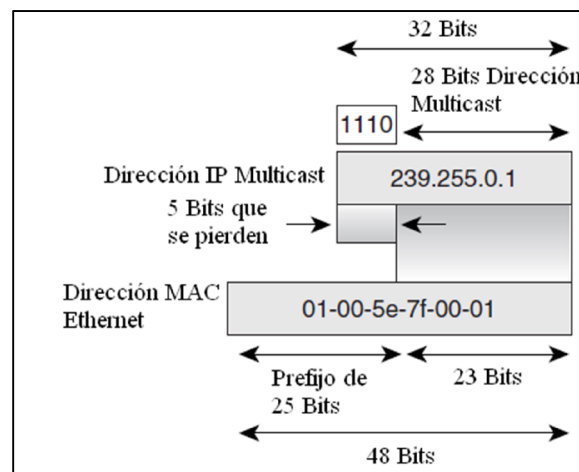 32 Bits
28 Bits Dirección
Multicast
1110
Dirección IP Multicast
239.255.0.1
5 Bits que
se pierden
Dirección MAC
Ethernet
01-00-5e-7f-00-01
Prefijo de
25 Bits
23 Bits
48 Bits